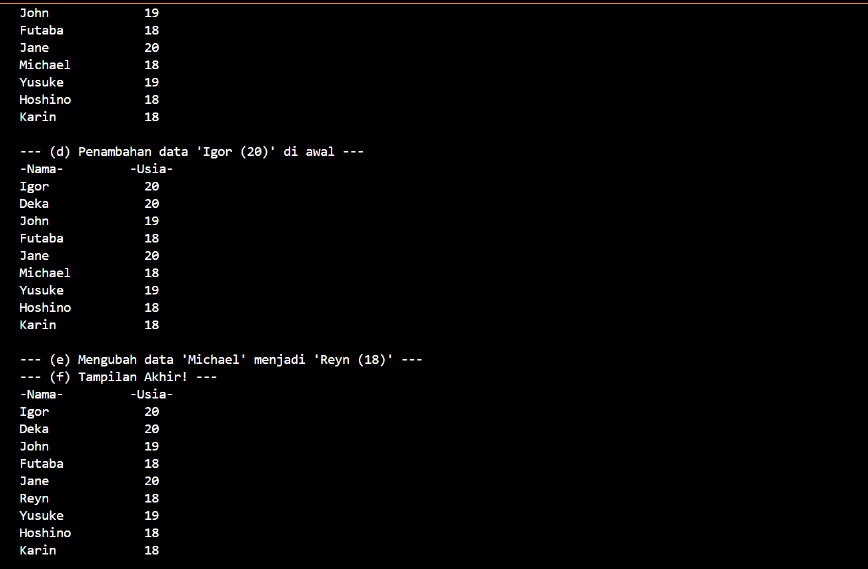 John 19
Futaba 18
Jane 20
Michael 18
Yusuke 19
Hoshino 18
Karin 18
--- (d) Penambahan data 'Igor (20)' di awal ---
-Nama- -Usia-
Igor 20
Deka 20
John 19
Futaba 18
Jane 20
Michael 18
Yusuke 19
Hoshino 18
Karin 18
--- (e) Mengubah data 'Michael' menjadi 'Reyn (18)' ---
--- (f) Tampilan Akhir! ---
-Nama- -Usia-
Igor 20
Deka 20
John 19
Futaba 18
Jane 20
Reyn 18
Yusuke 19
Hoshino 18
Karin 18